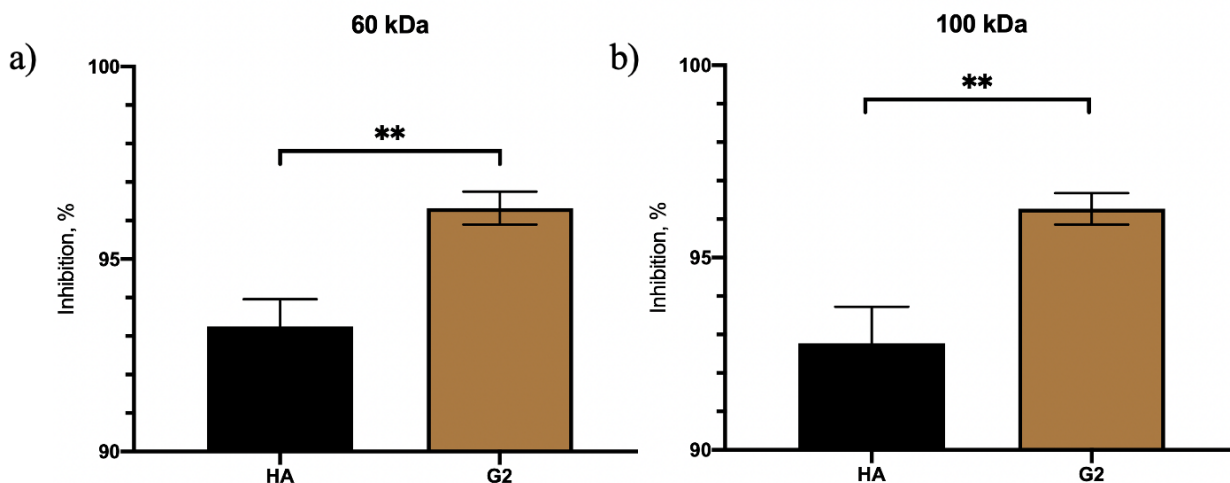 a)
60 kDa
Inhibition, %
100
95
90
**
HA
G2
b)
100 kDa
Inhibition, %
100
95
90
**
HA
G2